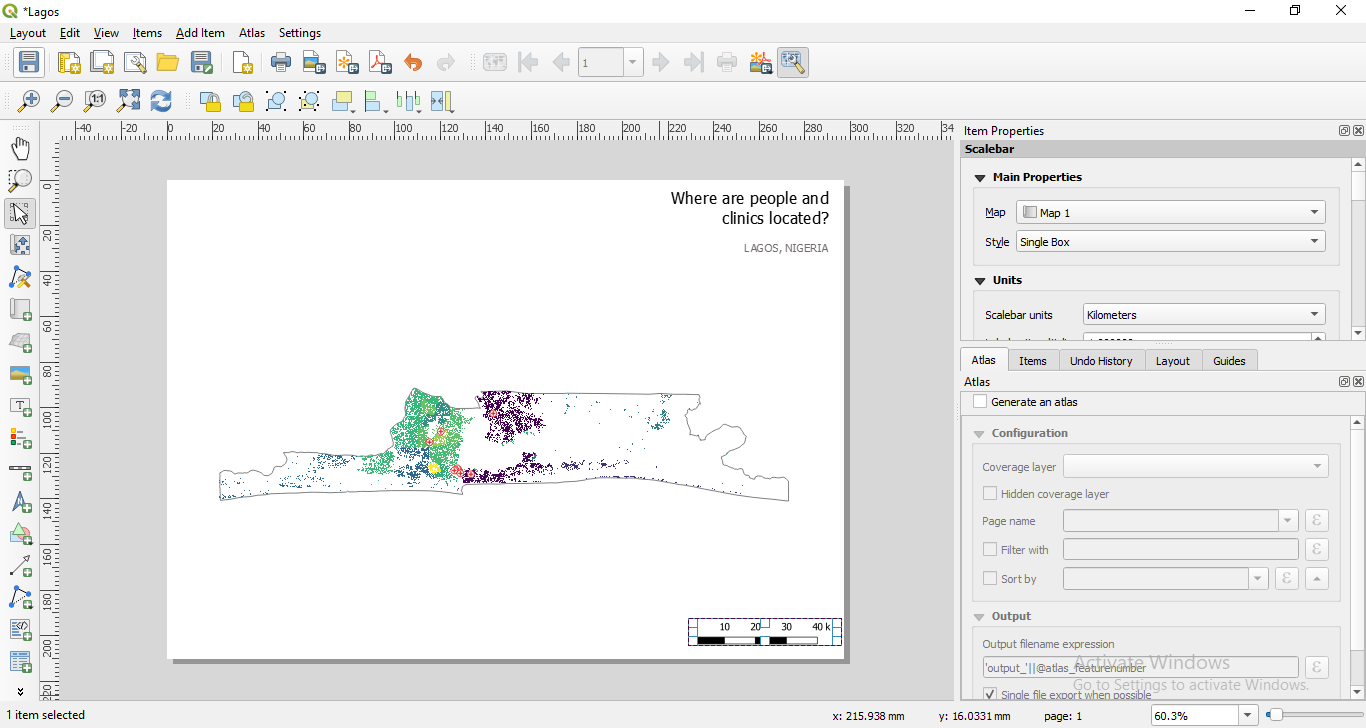 *Lagos
Layout Edit View Items Add Item Atlas Settings
1
-40 -20 0 20 40 60 80 100 120 140 160 180 200 220 240 260 280 300 320 34
0 20 40 60 80 100 120 140 160 180 200 220
Where are people and
clinics located?
LAGOS, NIGERIA
10 20 30 40 k
Item Properties
Scalebar
Main Properties
Map Map 1
Style Single Box
Units
Scalebar units Kilometers
Atlas Items Undo History Layout Guides
Atlas
Generate an atlas
Configuration
Coverage layer
Hidden coverage layer
Page name ε
Filter with ε
Sort by ε
Output
Output filename expression
'output_'||@atlas_featurenumber ε
Single file export when possible
Activate Windows
Go to Settings to activate Windows.
1 item selected x: 215.938 mm y: 16.0331 mm page: 1 60.3%